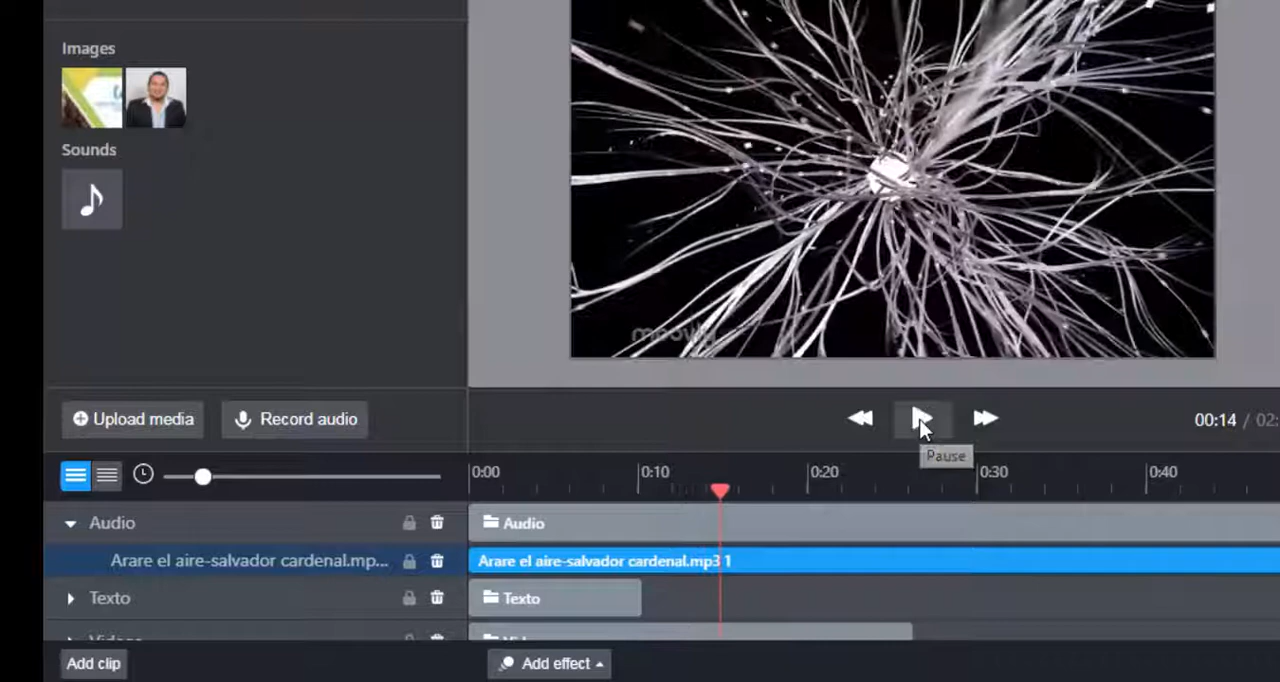 Images
Sounds
moovly
Upload media
Record audio
00:14 / 02:
Pause
0:00
0:10
0:20
0:30
0:40
Audio
Audio
Arare el aire-salvador cardenal.mp...
Arare el aire-salvador cardenal.mp3 1
Texto
Texto
Add clip
Add effect